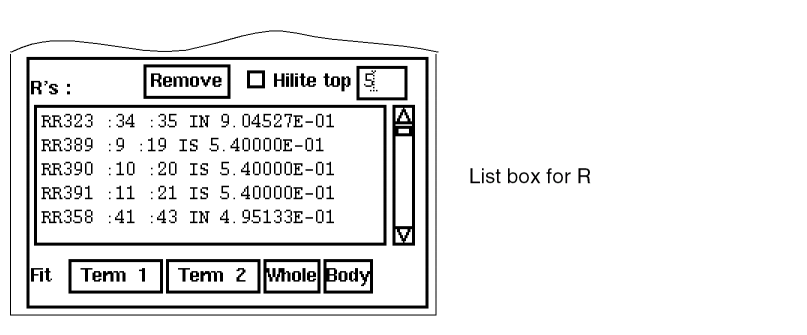 R's :
Remove
Hilite top
5
RR323 :34 :35 IN 9.04527E-01
RR389 :9 :19 IS 5.40000E-01
RR390 :10 :20 IS 5.40000E-01
RR391 :11 :21 IS 5.40000E-01
RR358 :41 :43 IN 4.95133E-01
List box for R
Fit
Term 1
Term 2
Whole
Body